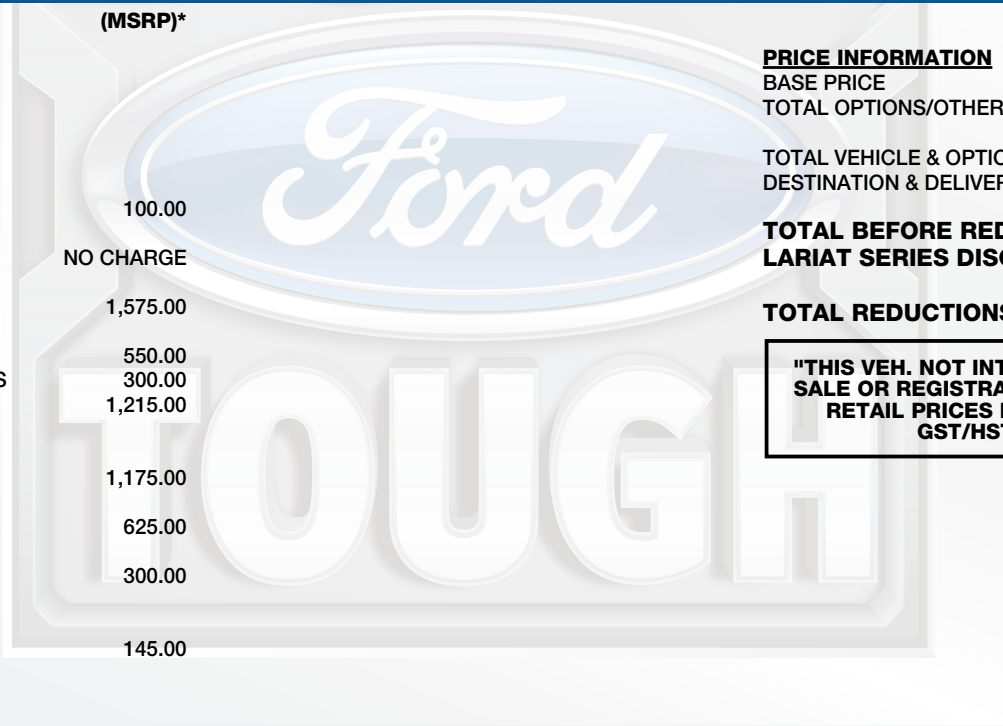 (MSRP)*
100.00
NO CHARGE
1,575.00
550.00
S 300.00
1,215.00
1,175.00
625.00
300.00
145.00
Ford
TOUGH
PRICE INFORMATION
BASE PRICE
TOTAL OPTIONS/OTHER
TOTAL VEHICLE & OPTIO
DESTINATION & DELIVER
TOTAL BEFORE RED
LARIAT SERIES DISC
TOTAL REDUCTIONS
"THIS VEH. NOT INT
SALE OR REGISTRA
RETAIL PRICES
GST/HST